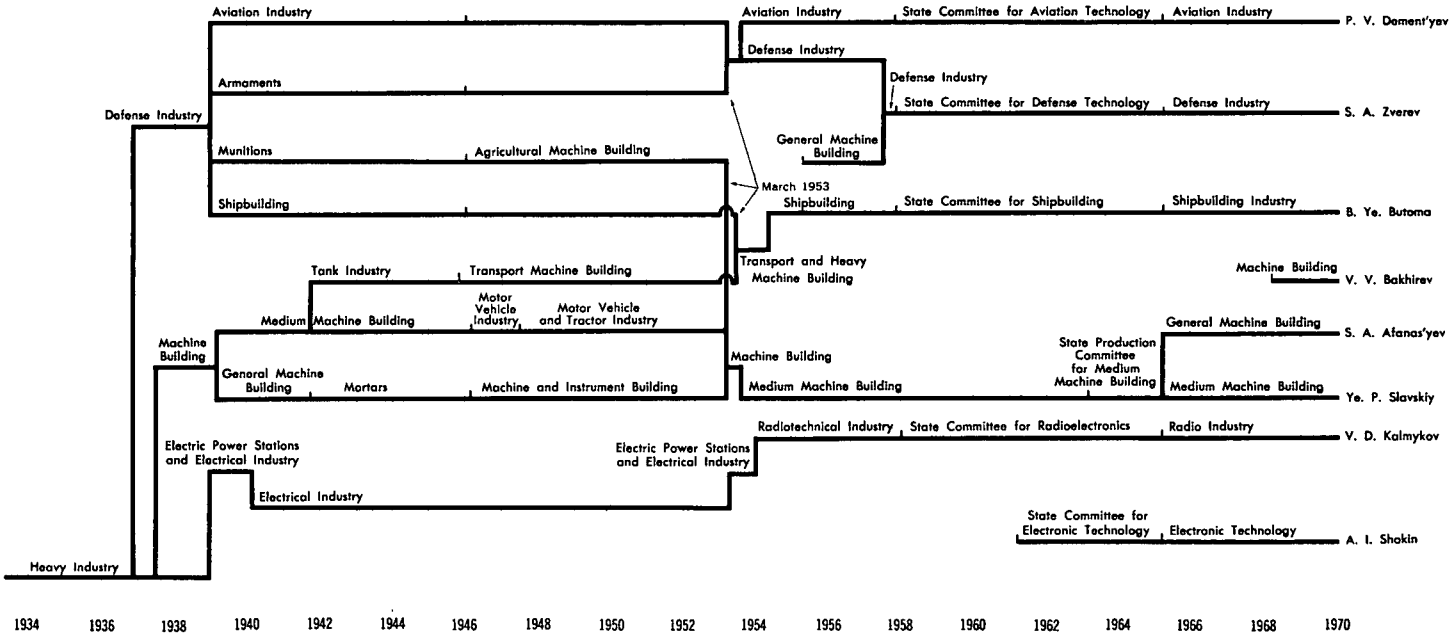 Aviation Industry
Aviation Industry
State Committee for Aviation Technology
Aviation Industry
P. V. Dement'yev
Defense Industry
Armaments
Defense Industry
State Committee for Defense Technology
Defense Industry
S. A. Zverev
Defense Industry
General Machine
Building
Munitions
Agricultural Machine Building
March 1953
Shipbuilding
Shipbuilding
State Committee for Shipbuilding
Shipbuilding Industry
B. Ye. Butoma
Transport and Heavy
Machine Building
Tank Industry
Transport Machine Building
Machine Building
V. V. Bakhirev
Motor
Vehicle
Industry
Motor Vehicle
and Tractor Industry
Medium Machine Building
General Machine Building
S. A. Afanas'yev
Machine
Building
State Production
Committee
for Medium
Machine Building
Machine Building
General Machine
Building
Mortars
Machine and Instrument Building
Medium Machine Building
Medium Machine Building
Ye. P. Slavskiy
Radiotechnical Industry
State Committee for Radioelectronics
Radio Industry
V. D. Kalmykov
Electric Power Stations
and Electrical Industry
Electric Power Stations
and Electrical Industry
Electrical Industry
State Committee for
Electronic Technology
Electronic Technology
A. I. Shokin
Heavy Industry
1934 1936 1938 1940 1942 1944 1946 1948 1950 1952 1954 1956 1958 1960 1962 1964 1966 1968 1970